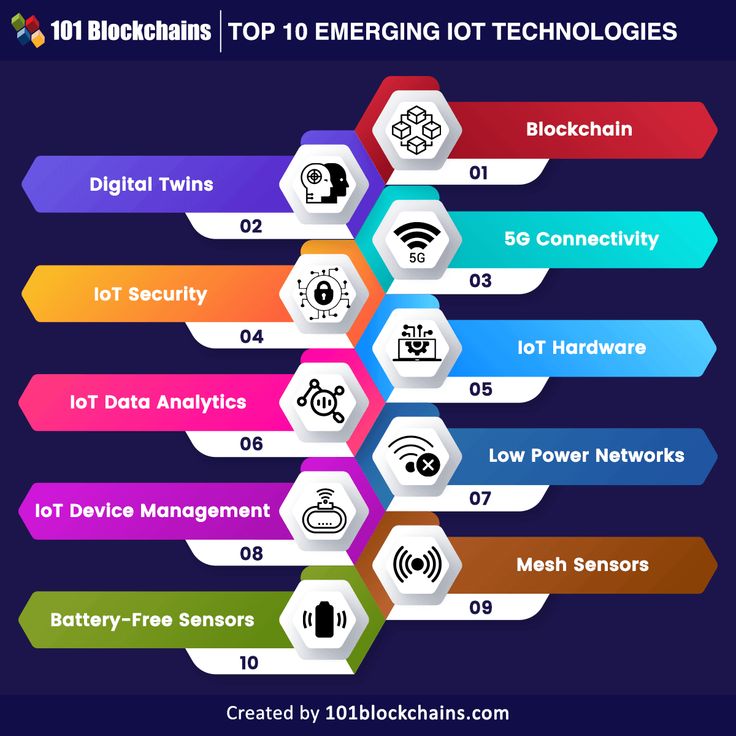 101 Blockchains
TOP 10 EMERGING IOT TECHNOLOGIES
Blockchain
01
Digital Twins
02
5G Connectivity
5G
03
IoT Security
04
IoT Hardware
05
IoT Data Analytics
06
Low Power Networks
07
IoT Device Management
08
Mesh Sensors
09
Battery-Free Sensors
10
Created by 101blockchains.com